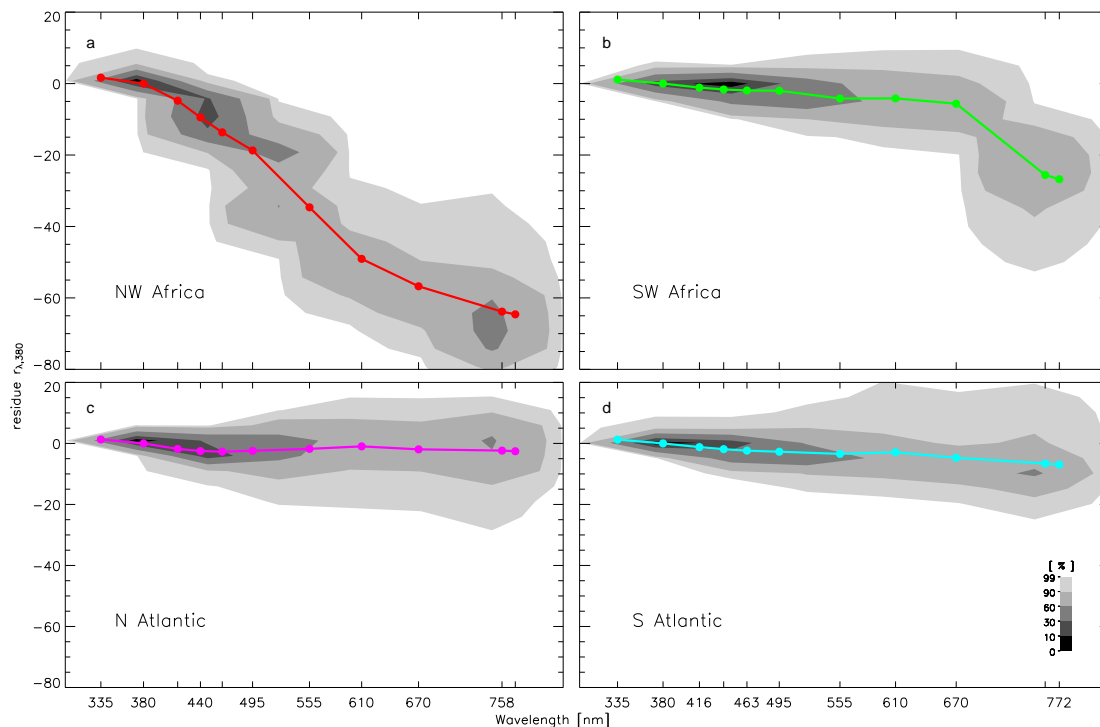 20
0
−20
−40
−60
−80
a
NW Africa
b
SW Africa
residue r λ,380
20
0
−20
−40
−60
−80
c
N Atlantic
d
S Atlantic
[ % ]
99
90
60
30
10
0
335 380 440 495 555 610 670 758
335 380 416 463 495 555 610 670 772
Wavelength [nm]